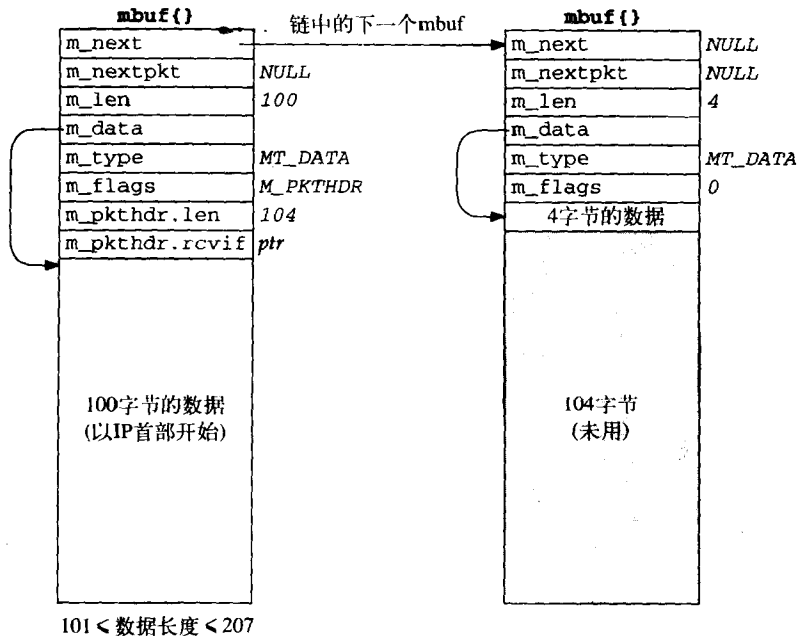 mbuf{}
m_next
m_nextpkt NULL
m_len 100
m_data
m_type MT_DATA
m_flags M_PKTHDR
m_pkthdr.len 104
m_pkthdr.rcvif ptr
100字节的数据
(以IP首部开始)
101≤数据长度≤207
链中的下一个mbuf
mbuf{}
m_next NULL
m_nextpkt NULL
m_len 4
m_data
m_type MT_DATA
m_flags 0
4字节的数据
104字节
(未用)